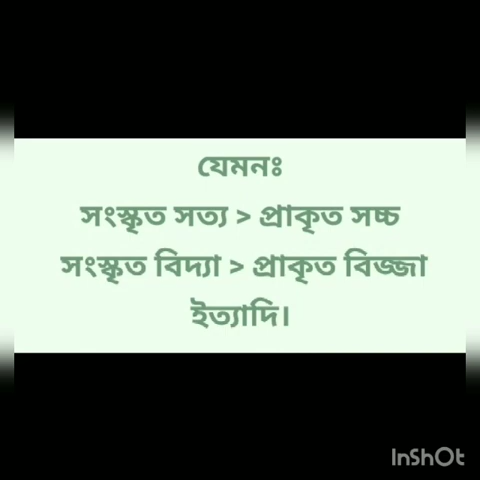 যেমনঃ
সংস্কৃত সত্য > প্রাকৃত সচ্চ
সংস্কৃত বিদ্যা > প্রাকৃত বিজ্জা
ইত্যাদি।
InShOt